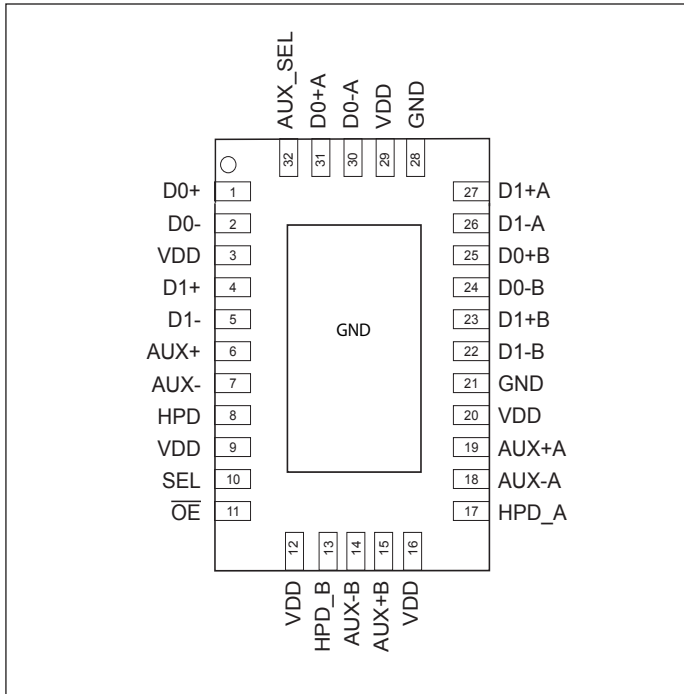 AUX_SEL
D0+A
D0-A
VDD
GND
32
31
30
29
28
D0+ 1
D0- 2
VDD 3
D1+ 4
D1- 5
AUX+ 6
AUX- 7
HPD 8
VDD 9
SEL 10
OE 11
GND
27 D1+A
26 D1-A
25 D0+B
24 D0-B
23 D1+B
22 D1-B
21 GND
20 VDD
19 AUX+A
18 AUX-A
17 HPD_A
12
13
14
15
16
VDD
HPD_B
AUX-B
AUX+B
VDD